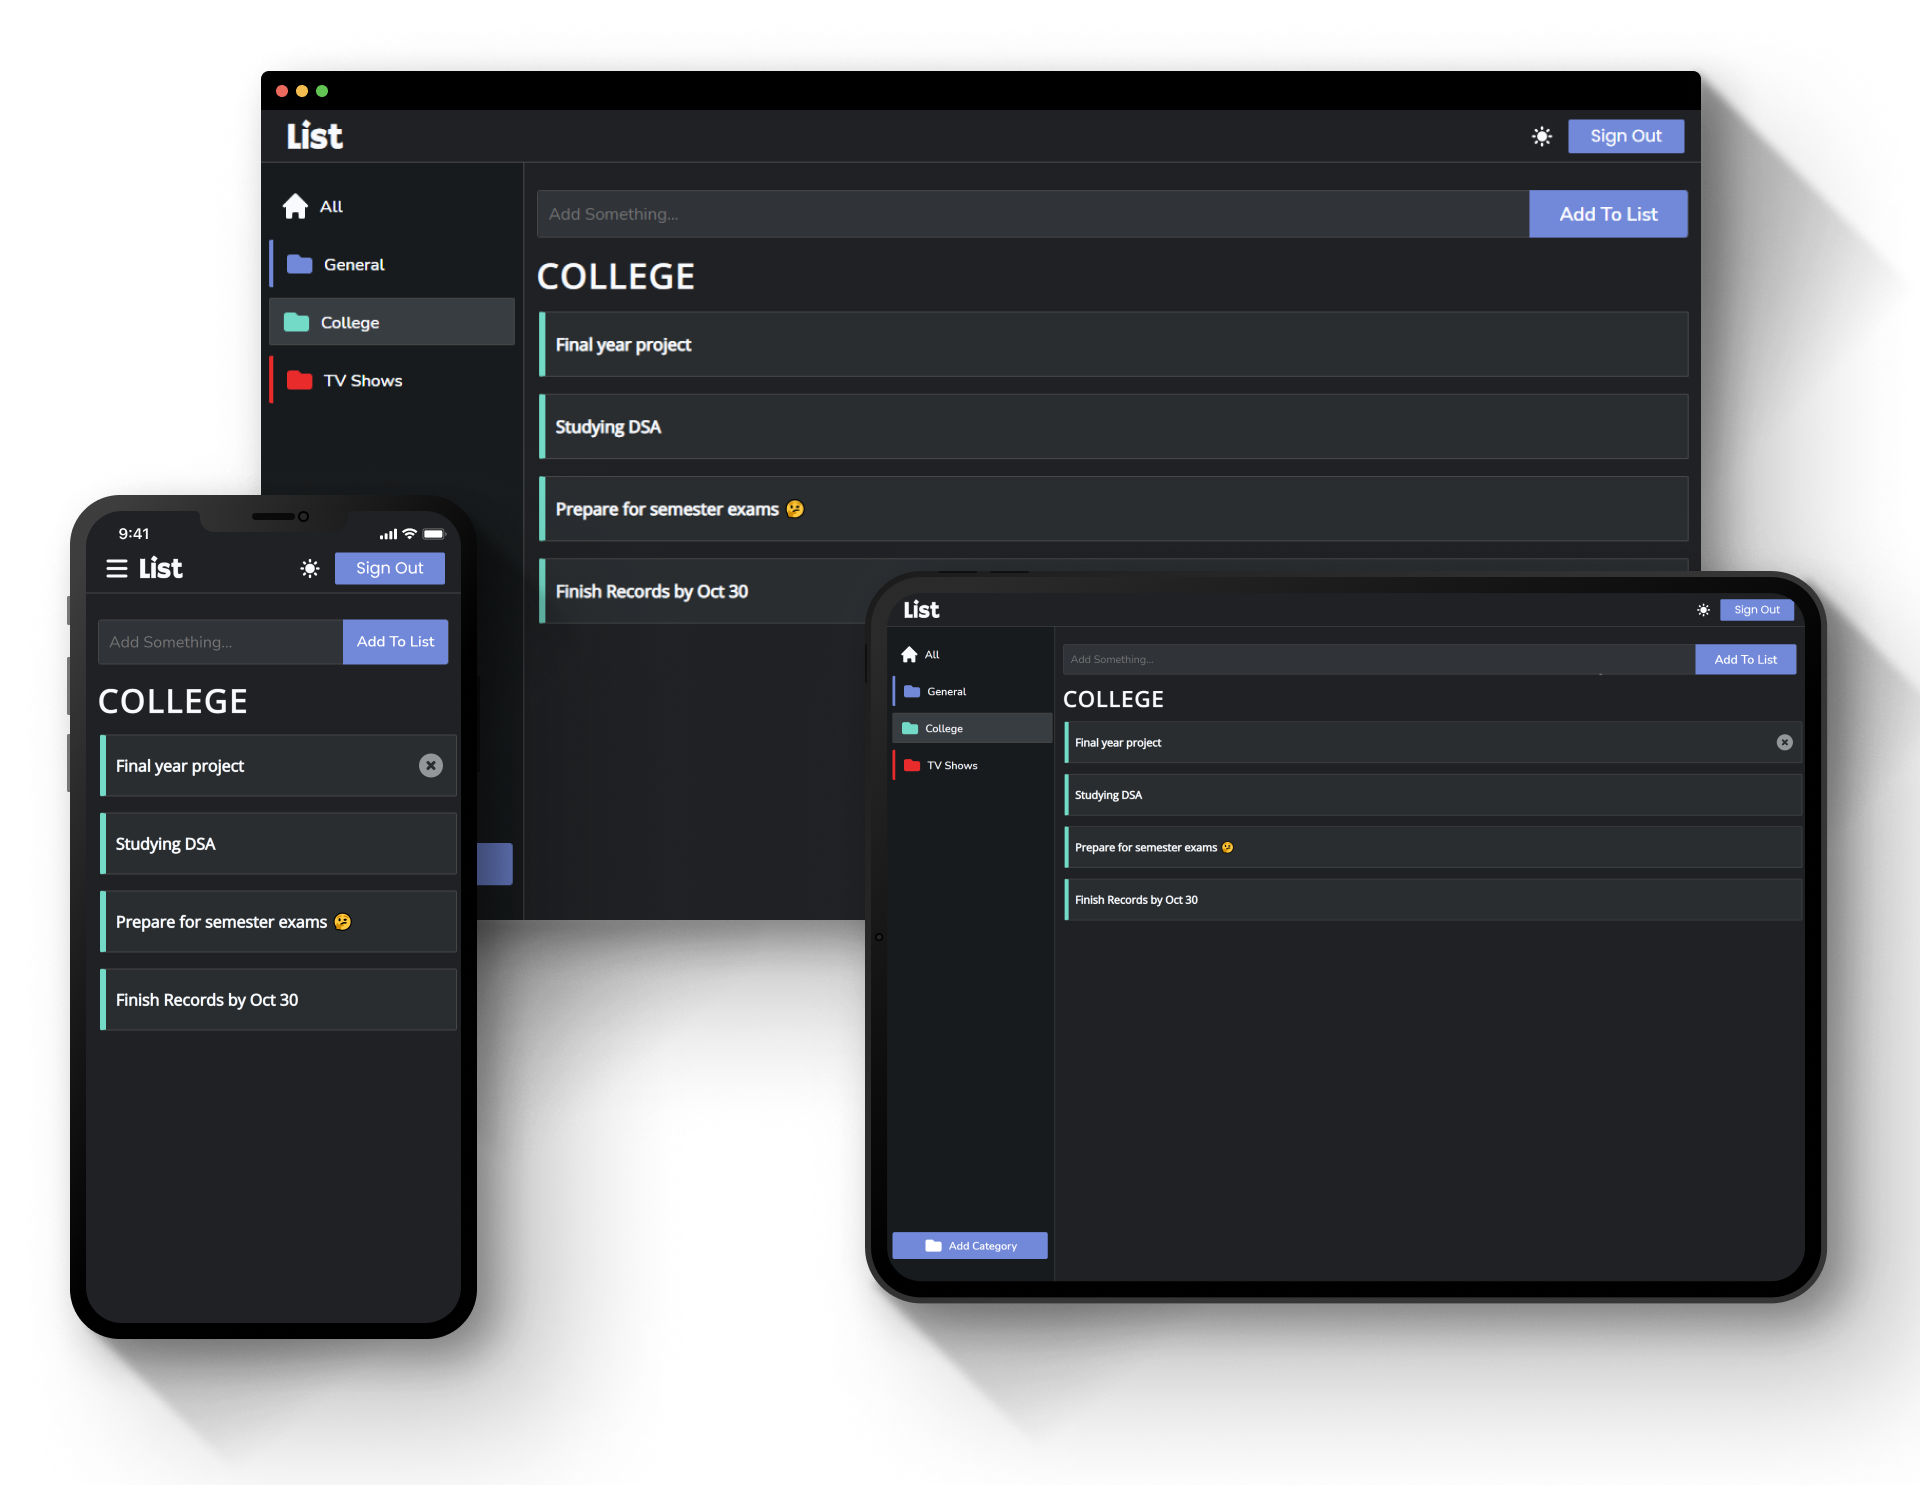 List
Sign Out
All
General
College
TV Shows
Add Something...
Add To List
COLLEGE
Final year project
Studying DSA
Prepare for semester exams 🤔
Finish Records by Oct 30
9:41
List
Sign Out
Add Something...
Add To List
COLLEGE
Final year project
Studying DSA
Prepare for semester exams 🤔
Finish Records by Oct 30
List
Sign Out
All
General
College
TV Shows
Add Category
Add Something...
Add To List
COLLEGE
Final year project
Studying DSA
Prepare for semester exams 🤔
Finish Records by Oct 30